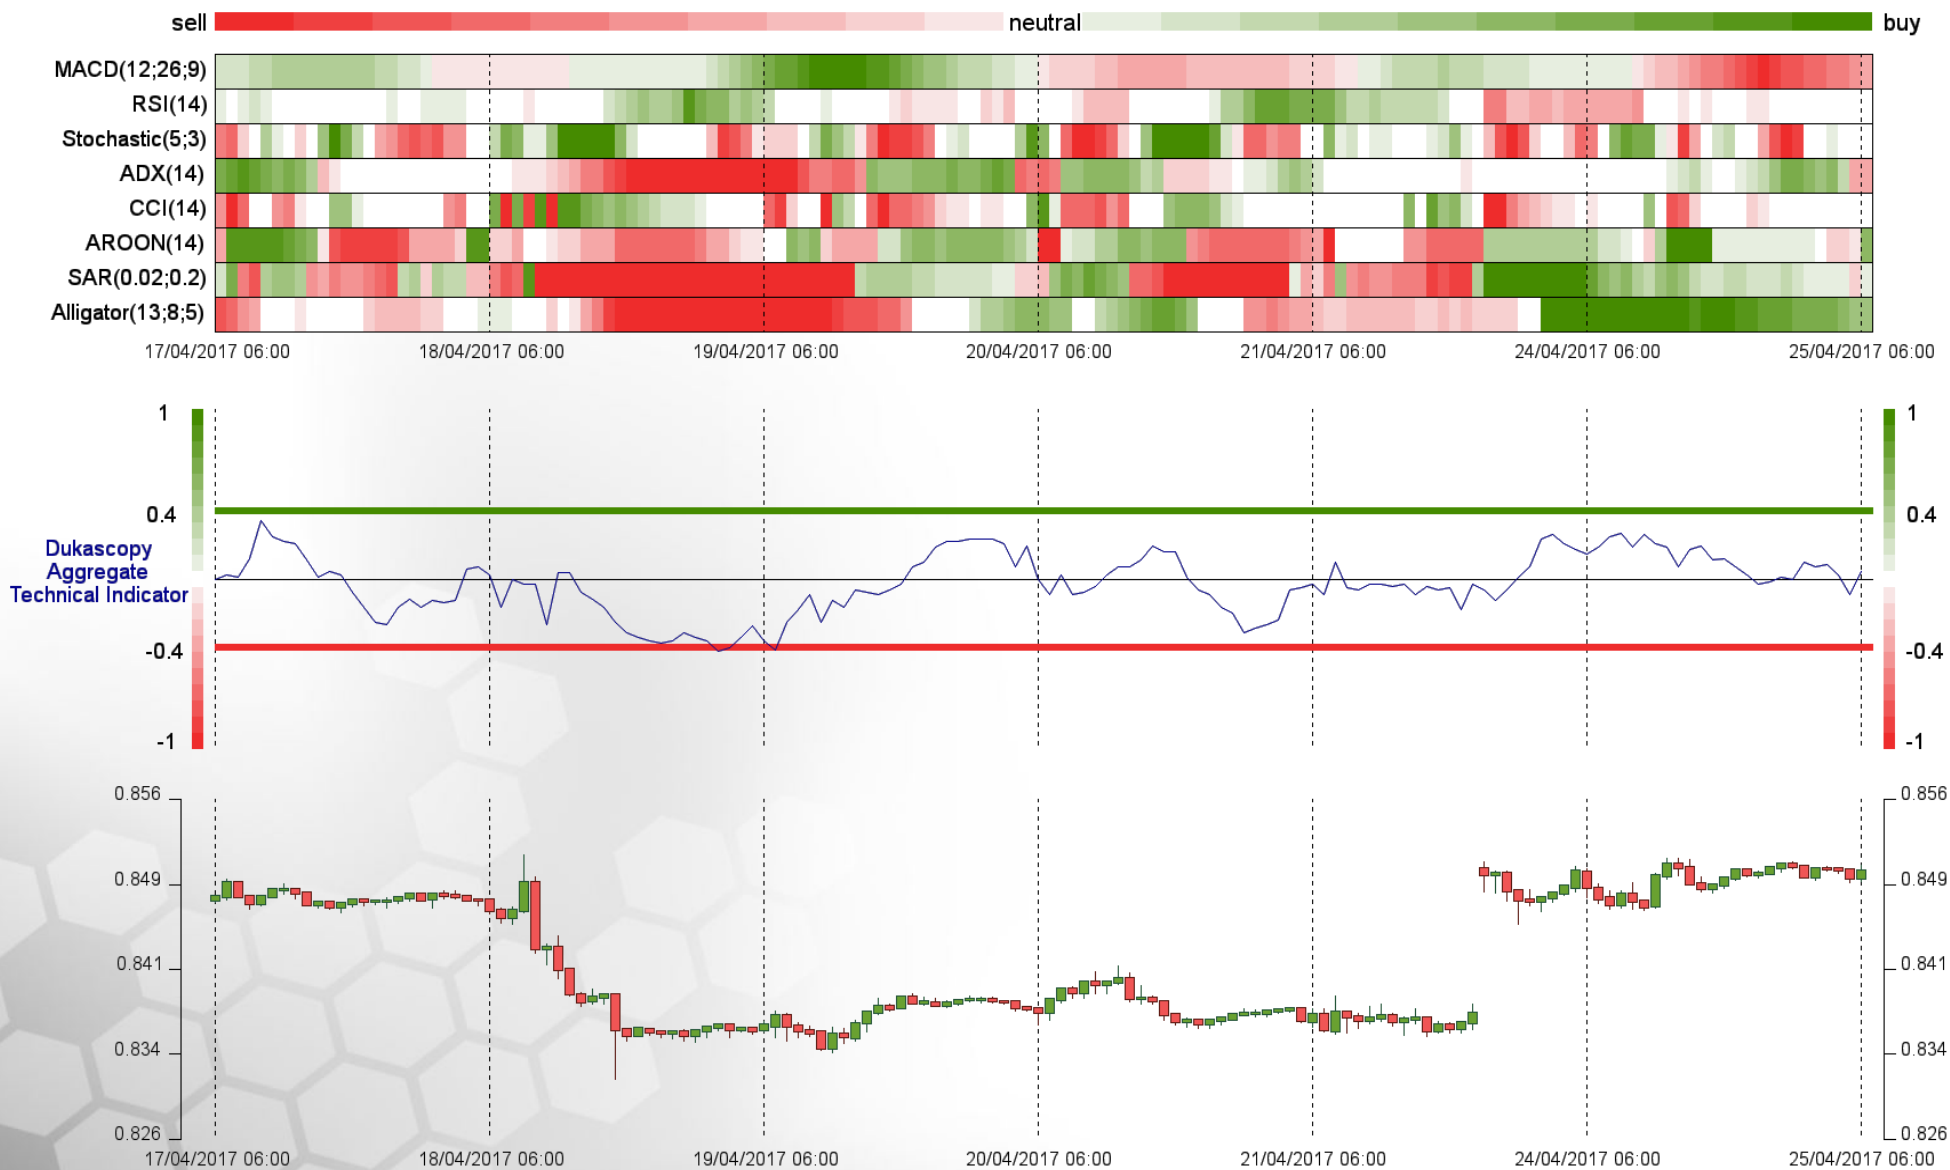 sell neutral buy
MACD(12;26;9)
RSI(14)
Stochastic(5;3)
ADX(14)
CCI(14)
AROON(14)
SAR(0.02;0.2)
Alligator(13;8;5)
17/04/2017 06:00 18/04/2017 06:00 19/04/2017 06:00 20/04/2017 06:00 21/04/2017 06:00 24/04/2017 06:00 25/04/2017 06:00
1 1
0.4 0.4
Dukascopy
Aggregate
Technical Indicator
-0.4 -0.4
-1 -1
0.856 0.856
0.849 0.849
0.841 0.841
0.834 0.834
0.826 0.826
17/04/2017 06:00 18/04/2017 06:00 19/04/2017 06:00 20/04/2017 06:00 21/04/2017 06:00 24/04/2017 06:00 25/04/2017 06:00